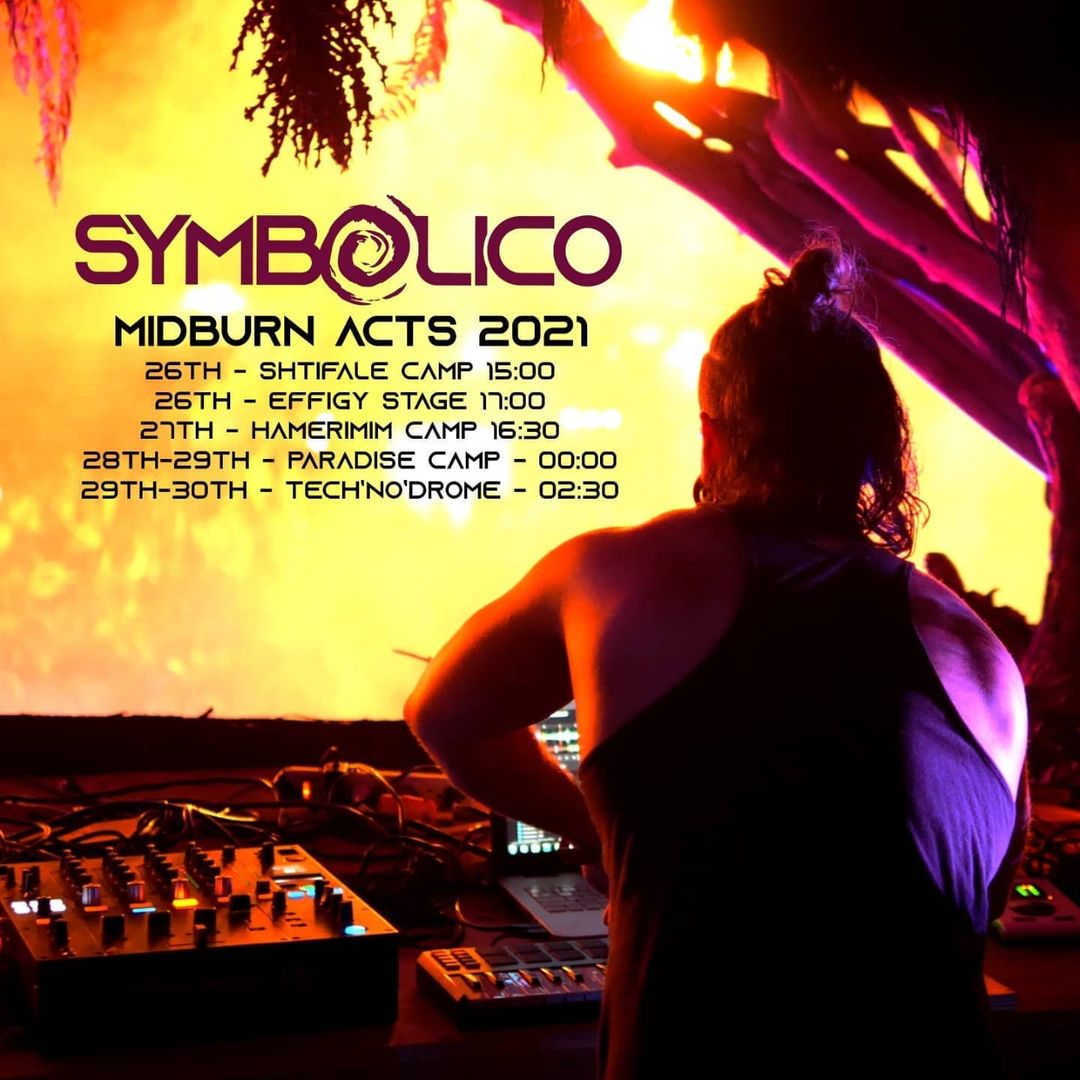 SYMBOLICO
MIDBURN ACTS 2021
26TH - SHTIFALE CAMP 15:00
26TH - EFFIGY STAGE 17:00
27TH - HAMERIMIM CAMP 16:30
28TH-29TH - PARADISE CAMP - 00:00
29TH-30TH - TECH'NO'DROME - 02:30